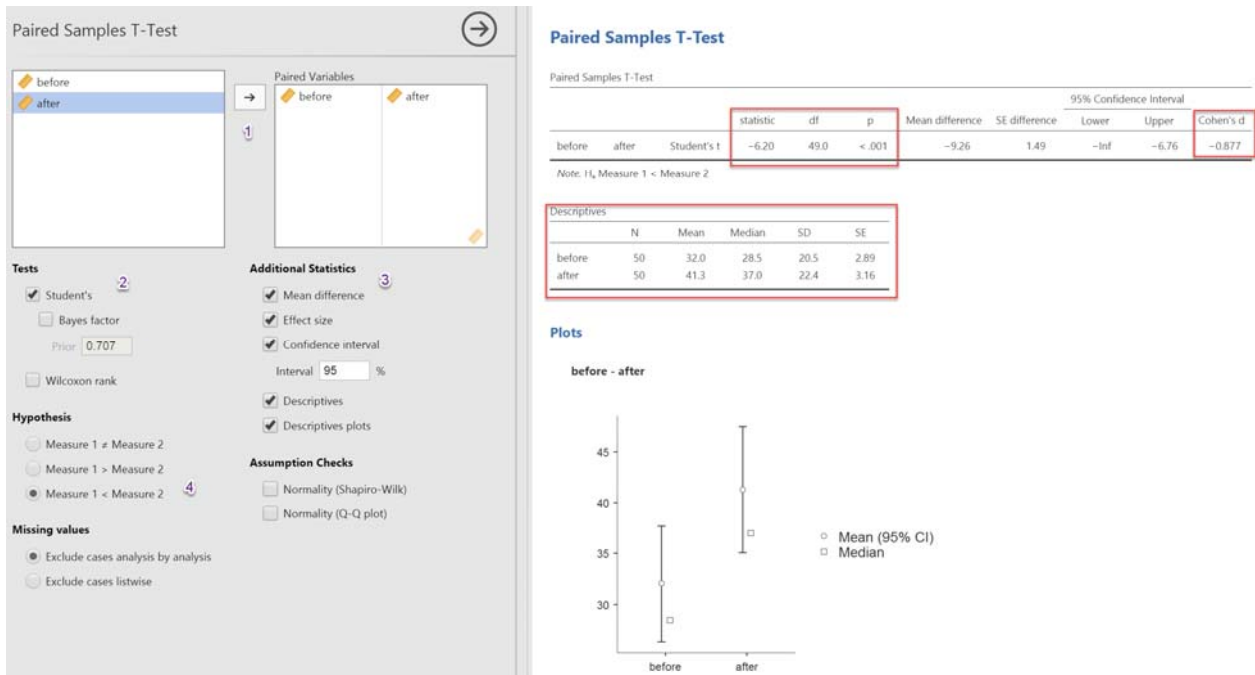 Paired Samples T-Test
before
after
→
1
Paired Variables
before after
Tests
2
Student's
Bayes factor
Prior 0.707
Wilcoxon rank
Hypothesis
Measure 1 ≠ Measure 2
Measure 1 > Measure 2
Measure 1 < Measure 2 4
Missing values
Exclude cases analysis by analysis
Exclude cases listwise
Additional Statistics
3
Mean difference
Effect size
Confidence interval
Interval 95 %
Descriptives
Descriptives plots
Assumption Checks
Normality (Shapiro-Wilk)
Normality (Q-Q plot)
Paired Samples T-Test
Paired Samples T-Test
95% Confidence Interval
statistic df p Mean difference SE difference Lower Upper Cohen's d
before after Student's t −6.20 49.0 < .001 −9.26 1.49 −Inf −6.76 −0.877
Note. Hₐ Measure 1 < Measure 2
Descriptives
N Mean Median SD SE
before 50 32.0 28.5 20.5 2.89
after 50 41.3 37.0 22.4 3.16
Plots
before - after
45
40
35
30
before after
Mean (95% CI)
Median